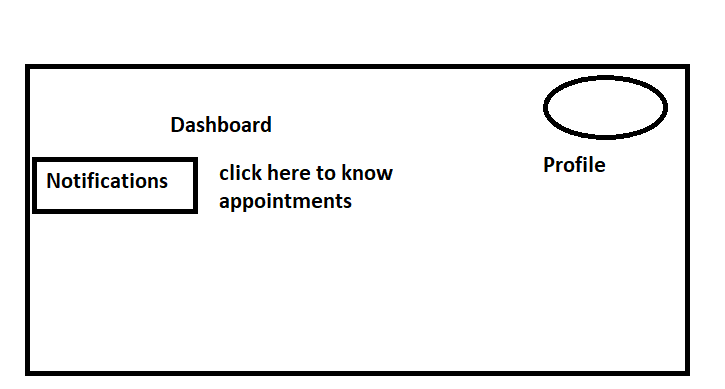 Dashboard
Notifications
click here to know
appointments
Profile